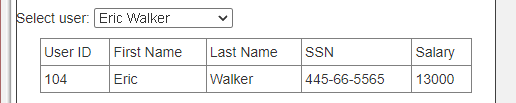 Select user: Eric Walker
User ID First Name Last Name SSN Salary
104 Eric Walker 445-66-5565 13000